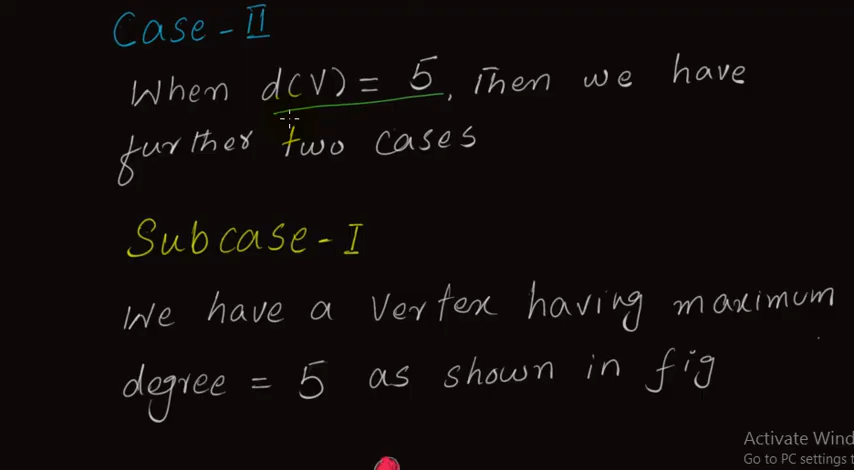 Case - II
When d(V) = 5, Then we have
further two cases
Subcase - I
We have a Vertex having maximum
degree = 5 as shown in fig
Activate Wind
Go to PC settings t